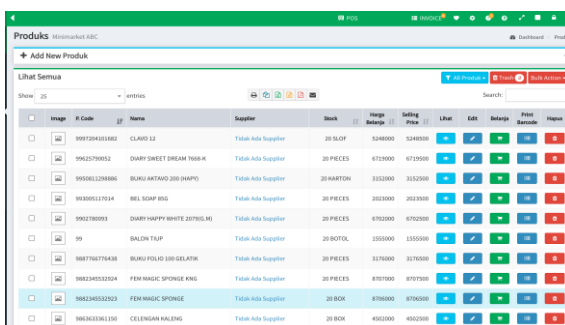 POS INVOICE
Produks Minimarket ABC Dashboard Prod
+ Add New Produk
Lihat Semua All Produk Trash Bulk Action
Show 25 entries Search:
Image P. Code Name Supplier Stock Harga Belanja Selling Price Lihat Edit Belanja Print Barcode Hapus
9997204101682 CLAVO 12 Tidak Ada Supplier 20 SLOF 5248000 5248500
99625790052 DIARY SWEET DREAM 7668-K Tidak Ada Supplier 20 PIECES 6719000 6719500
9950811298886 BUKU AKTAVO 200 (HAPY) Tidak Ada Supplier 20 KARTON 3152000 3152500
993095117014 BEL SOAP 85G Tidak Ada Supplier 20 PIECES 2023000 2023500
9902780093 DIARY HAPPY WHITE 2079(G.M) Tidak Ada Supplier 20 PIECES 6702000 6702500
99 BALON TIUP Tidak Ada Supplier 20 BOTOL 1555000 1555500
9887766776438 BUKU FOLIO 100 GELATIK Tidak Ada Supplier 20 PIECES 3176000 3176500
9882345532924 FEM MAGIC SPONGE KNG Tidak Ada Supplier 20 PIECES 8707000 8707500
9882345532923 FEM MAGIC SPONGE Tidak Ada Supplier 20 BOX 8706000 8706500
9863633361150 CELENGAN KALENG Tidak Ada Supplier 20 BOX 4502000 4502500